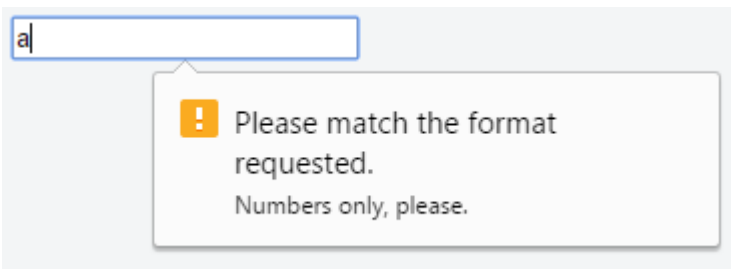 a
Please match the format
requested.
Numbers only, please.